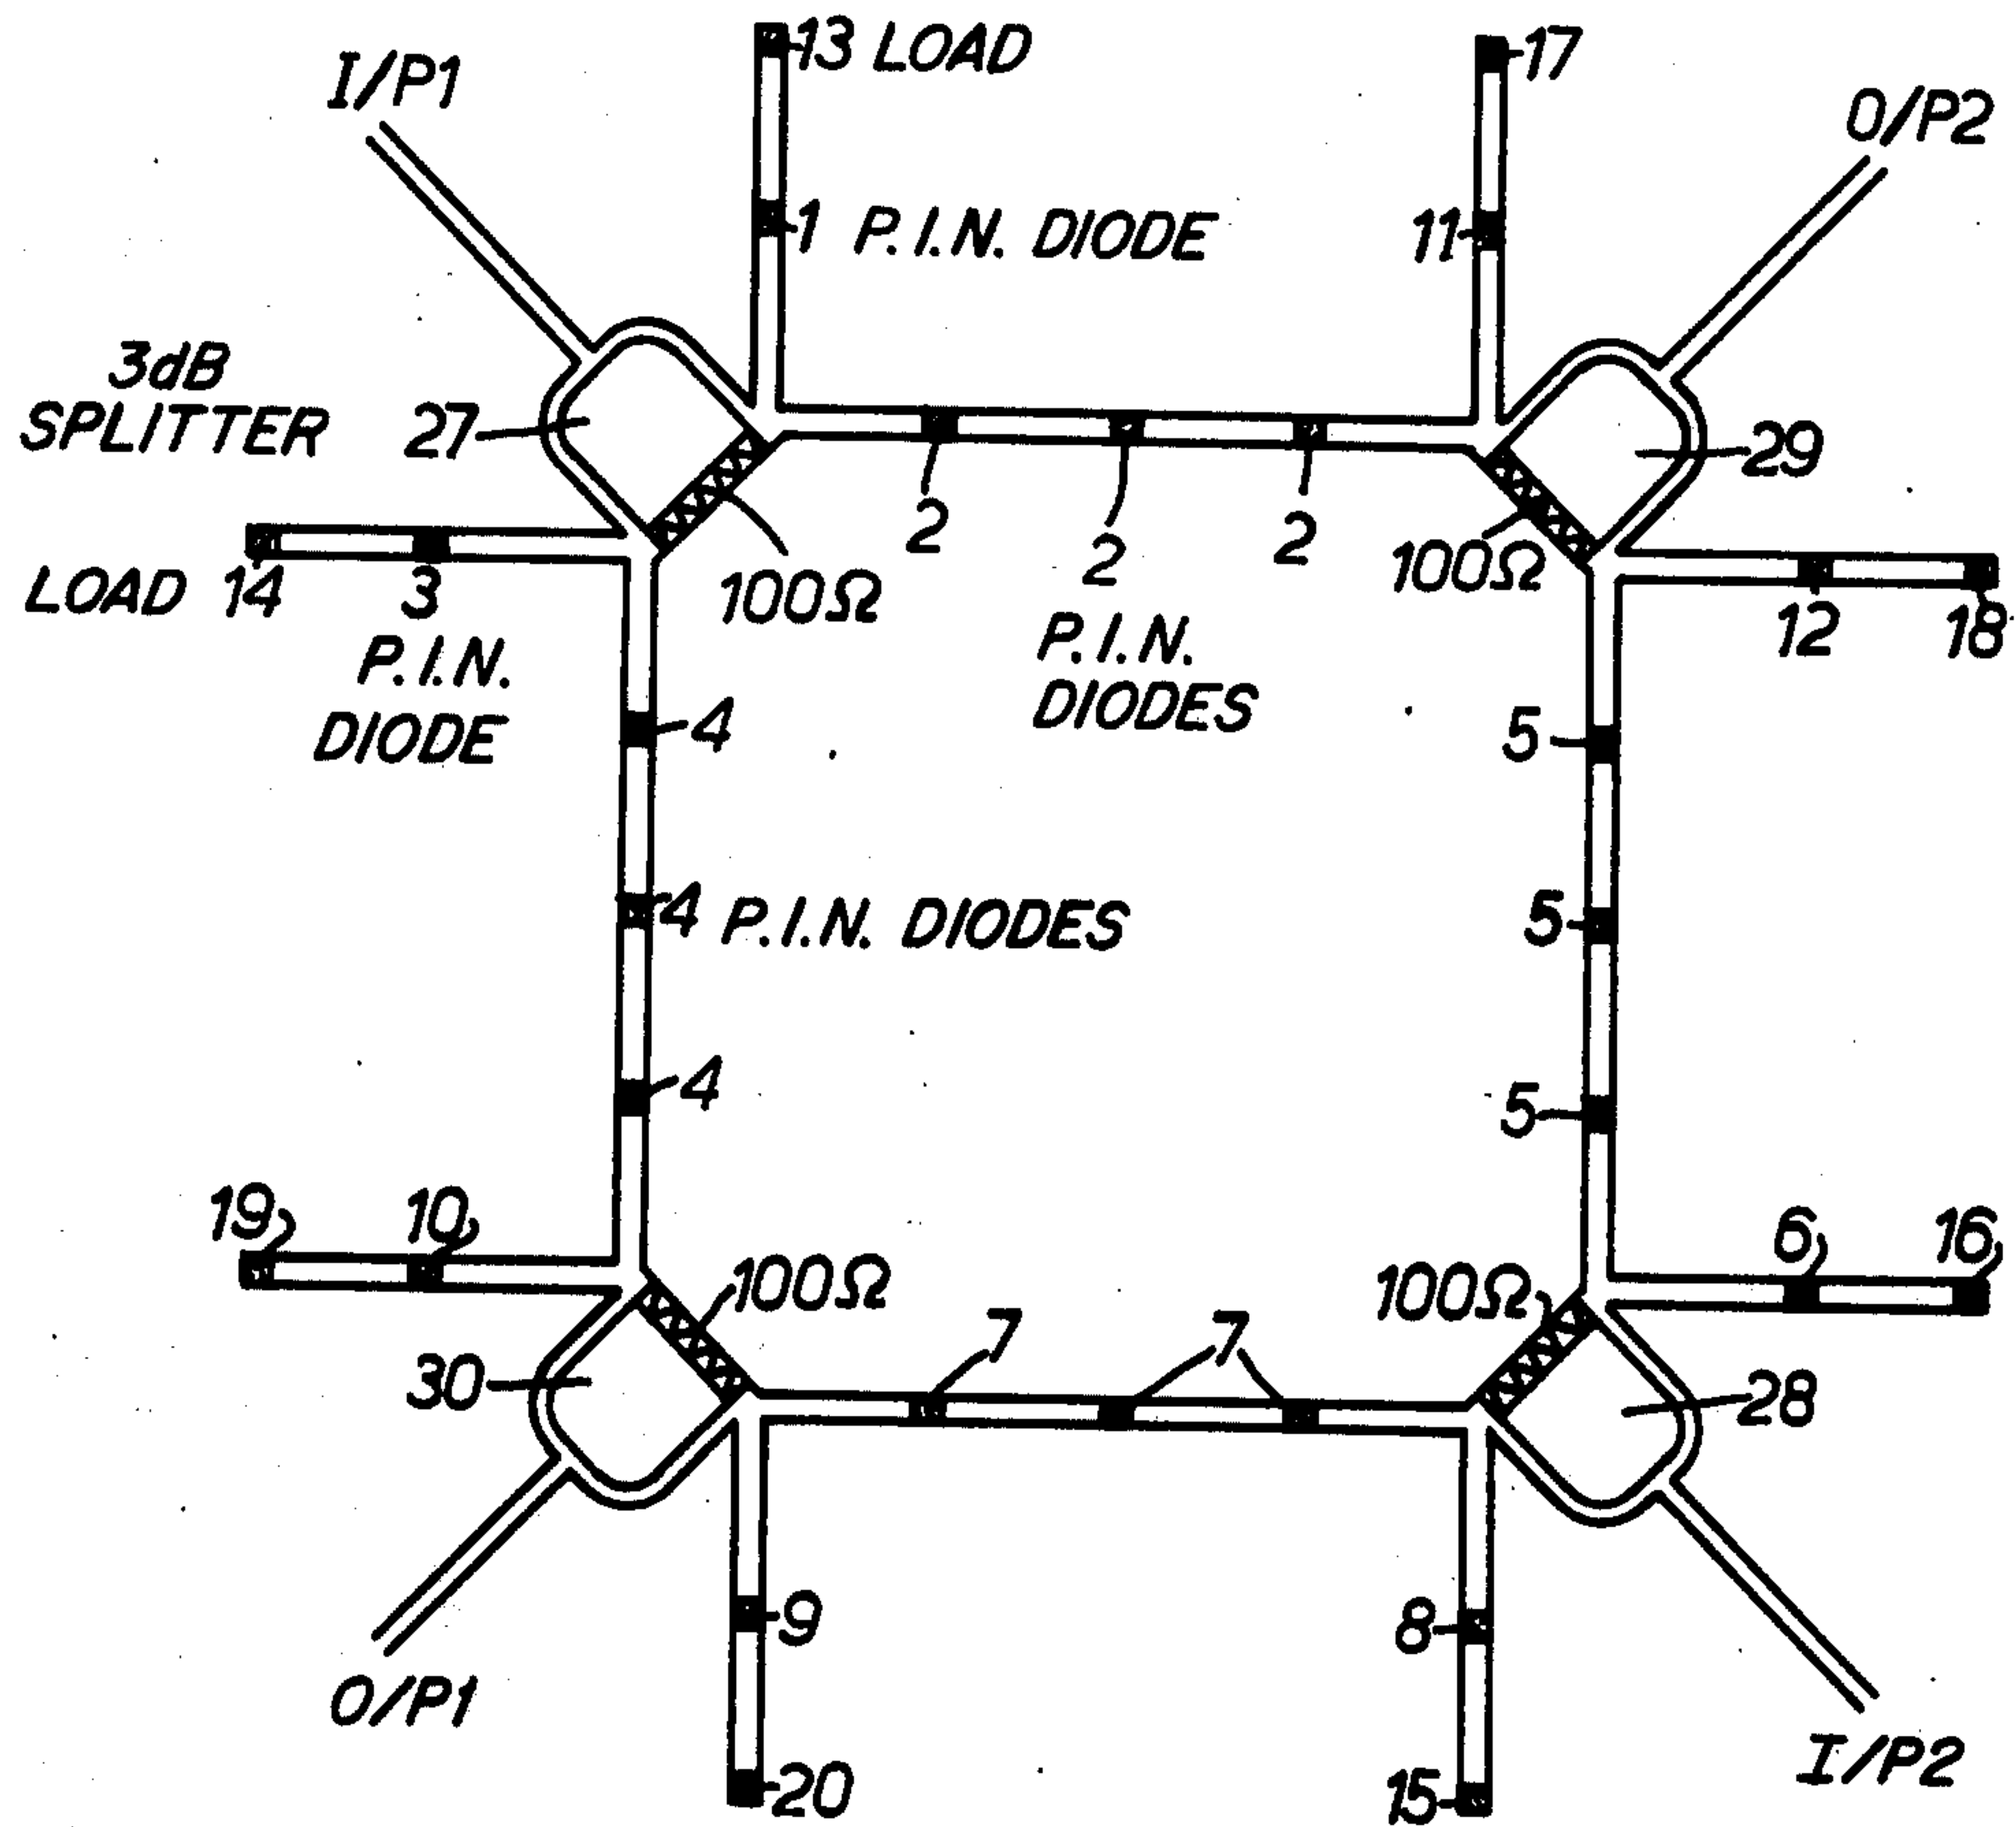 I/P1
13 LOAD
17
O/P2
1 P.I.N. DIODE
11
3dB
SPLITTER
27
29
2
2
2
100Ω
100Ω
LOAD 14
3
12
18
P.I.N.
DIODE
P.I.N.
DIODES
4
5
4 P.I.N. DIODES
5
4
5
19
10
6
16
100Ω
100Ω
7
7
30
28
9
8
O/P1
20
15
I/P2